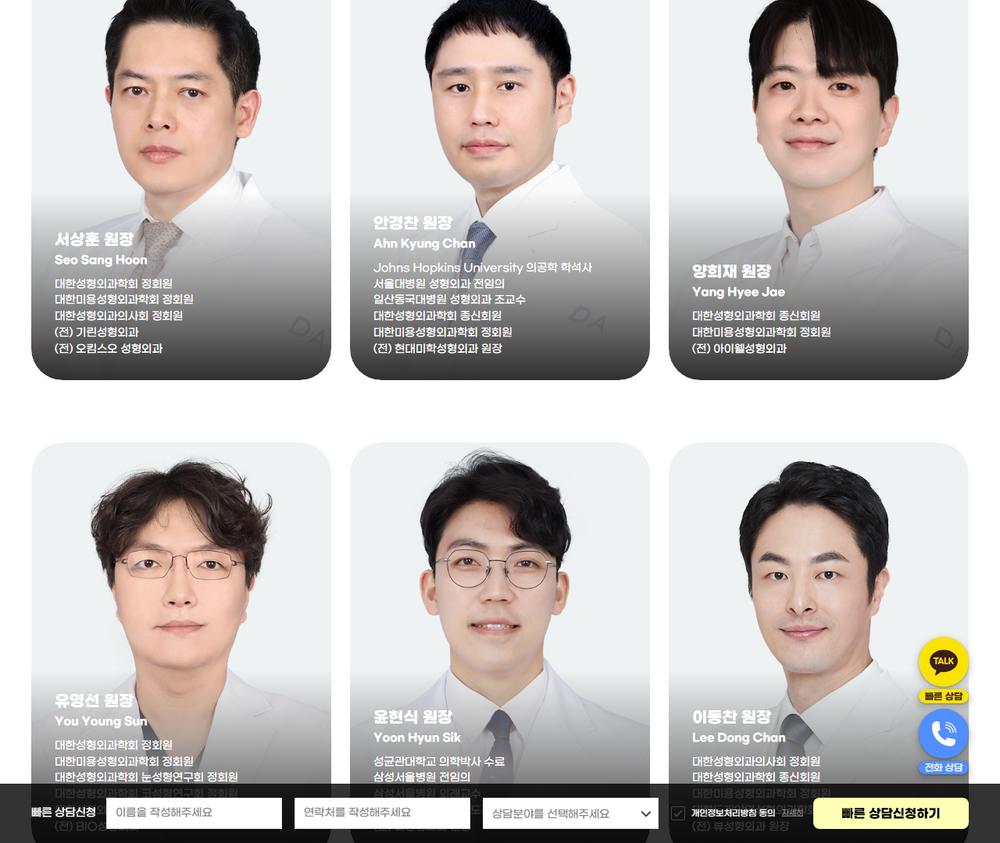 서상훈 원장
Seo Sang Hoon
대한성형외과학회 정회원
대한미용성형외과학회 정회원
대한성형외과의사회 정회원
(전) 기린성형외과
(전) 오킴스오 성형외과
안경찬 원장
Ahn Kyung Chan
Johns Hopkins University 의공학 학석사
서울대병원 성형외과 전임의
일산동국대병원 성형외과 조교수
대한성형외과학회 종신회원
대한미용성형외과학회 정회원
(전) 현대미학성형외과 원장
양희재 원장
Yang Hyee Jae
대한성형외과학회 종신회원
대한미용성형외과학회 정회원
(전) 아이웰성형외과
DA
DA
유영선 원장
You Young Sun
대한성형외과학회 정회원
대한미용성형외과학회 정회원
대한성형외과학회 눈성형연구회 정회원
대한성형외과학회 코성형연구회 정회원
(전) BIO성
윤현식 원장
Yoon Hyun Sik
성균관대학교 의학박사 수료
삼성서울병원 전임의
삼성서울병원 외래교수
이동찬 원장
Lee Dong Chan
대한성형외과의사회 정회원
대한성형외과학회 종신회원
대한미용성형외과학회 정회원
(전) 뷰성형외과 원장
TALK
빠른 상담
전화 상담
빠른 상담신청
이름을 작성해주세요
연락처를 작성해주세요
상담분야를 선택해주세요
개인정보처리방침 동의 자세히
빠른 상담신청하기